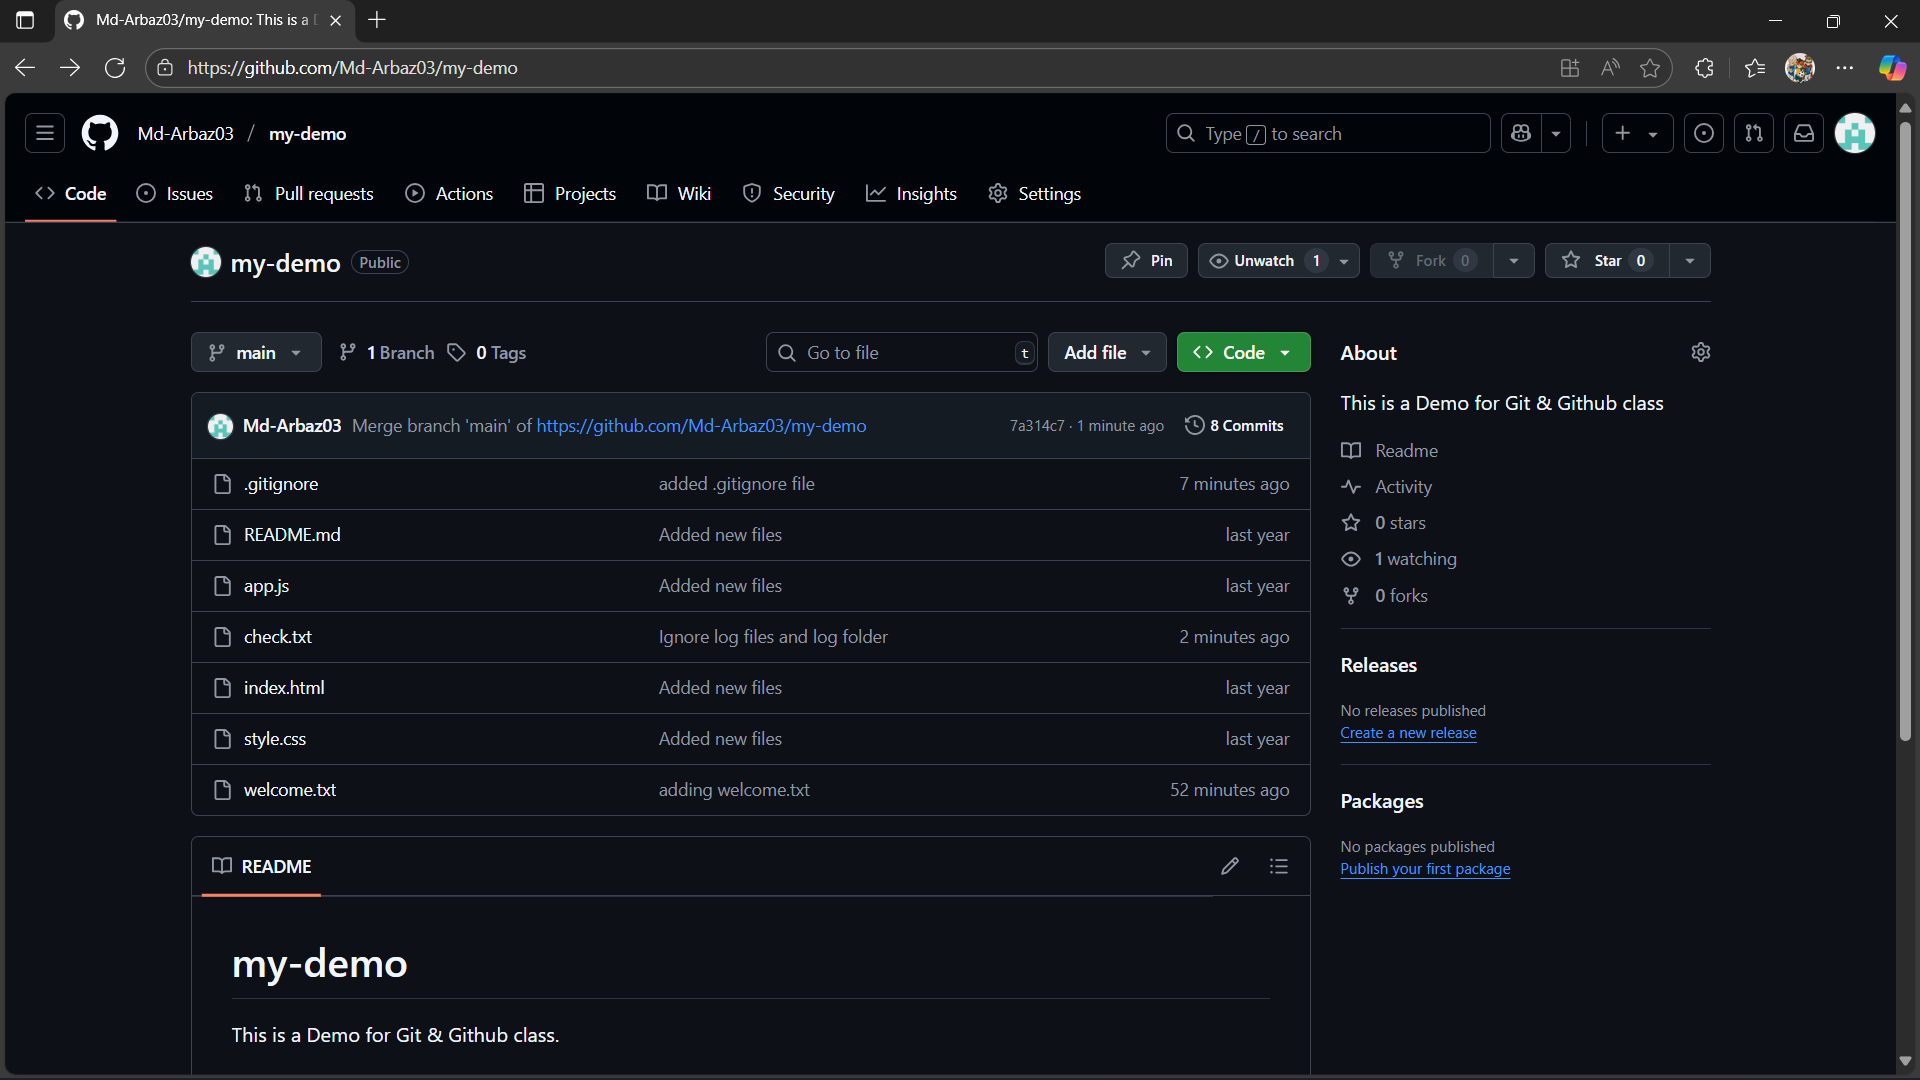 Md-Arbaz03/my-demo: This is a
https://github.com/Md-Arbaz03/my-demo
Md-Arbaz03 / my-demo
Type / to search
Code Issues Pull requests Actions Projects Wiki Security Insights Settings
my-demo Public
Pin Unwatch 1 Fork 0 Star 0
main 1 Branch 0 Tags Go to file t Add file Code
Md-Arbaz03 Merge branch 'main' of https://github.com/Md-Arbaz03/my-demo 7a314c7 · 1 minute ago 8 Commits
.gitignore added .gitignore file 7 minutes ago
README.md Added new files last year
app.js Added new files last year
check.txt Ignore log files and log folder 2 minutes ago
index.html Added new files last year
style.css Added new files last year
welcome.txt adding welcome.txt 52 minutes ago
README
my-demo
This is a Demo for Git & Github class.
About
This is a Demo for Git & Github class
Readme
Activity
0 stars
1 watching
0 forks
Releases
No releases published
Create a new release
Packages
No packages published
Publish your first package